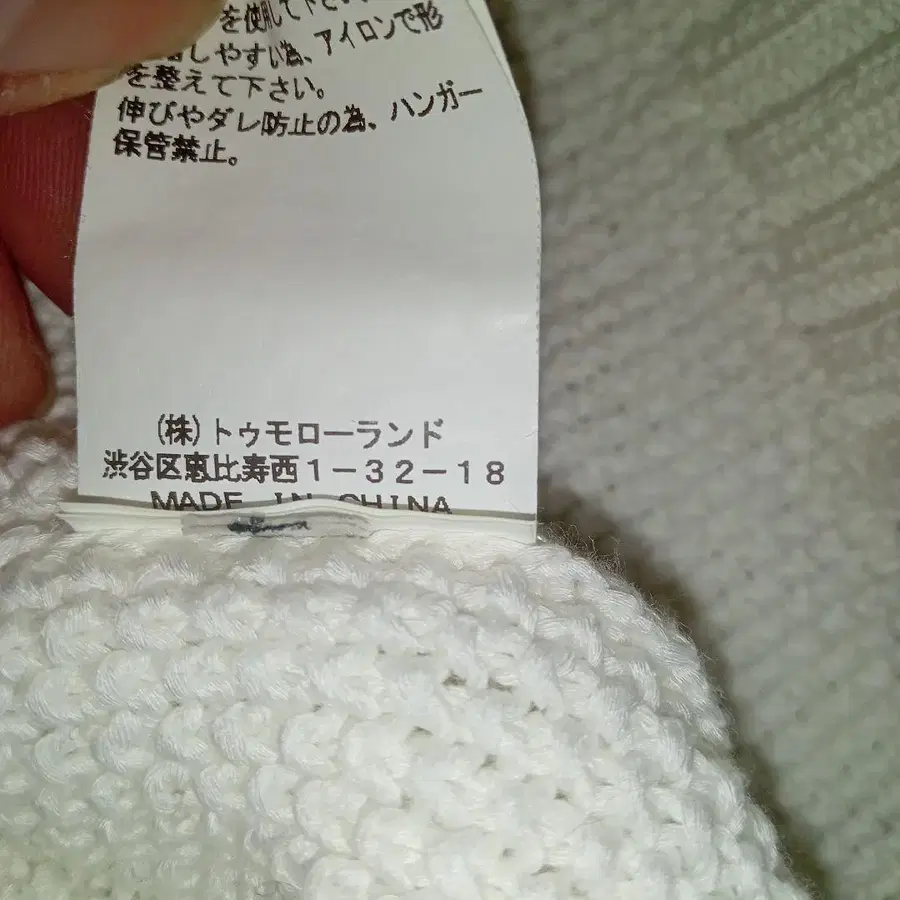 を使用して下さい
しやすい為、アイロンで形
を整えて下さい。
伸びやダレ防止の為、ハンガー
保管禁止。
(株)トゥモローランド
渋谷区恵比寿西1-32-18
MADE IN CHINA